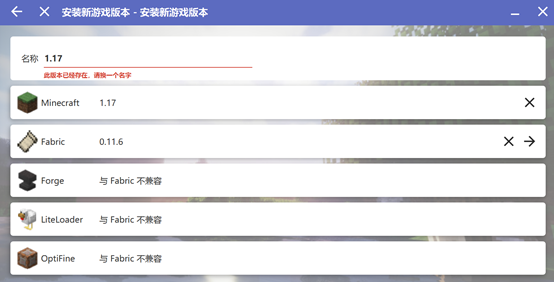 安装新游戏版本 - 安装新游戏版本
名称 1.17
此版本已经存在，请换一个名字
Minecraft 1.17
Fabric 0.11.6
Forge 与 Fabric 不兼容
LiteLoader 与 Fabric 不兼容
OptiFine 与 Fabric 不兼容